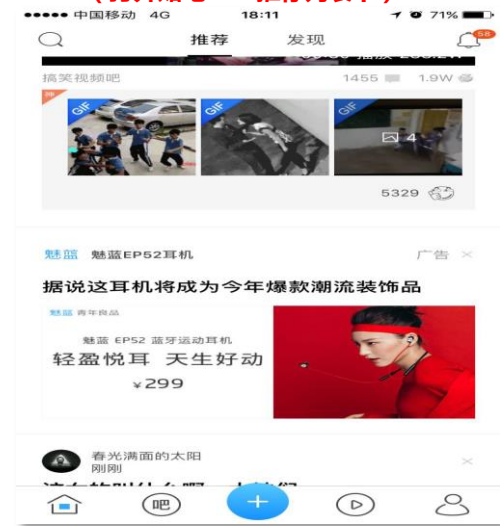 中国移动 4G 18:11 71%
推荐 发现 58
搞笑视频吧 1455 1.9W
GIF GIF GIF
4
5329
魅蓝 魅蓝EP52耳机 广告
据说这耳机将成为今年爆款潮流装饰品
魅蓝 青年良品
魅蓝 EP52 蓝牙运动耳机
轻盈悦耳 天生好动
¥299
春光满面的太阳
刚刚
吧